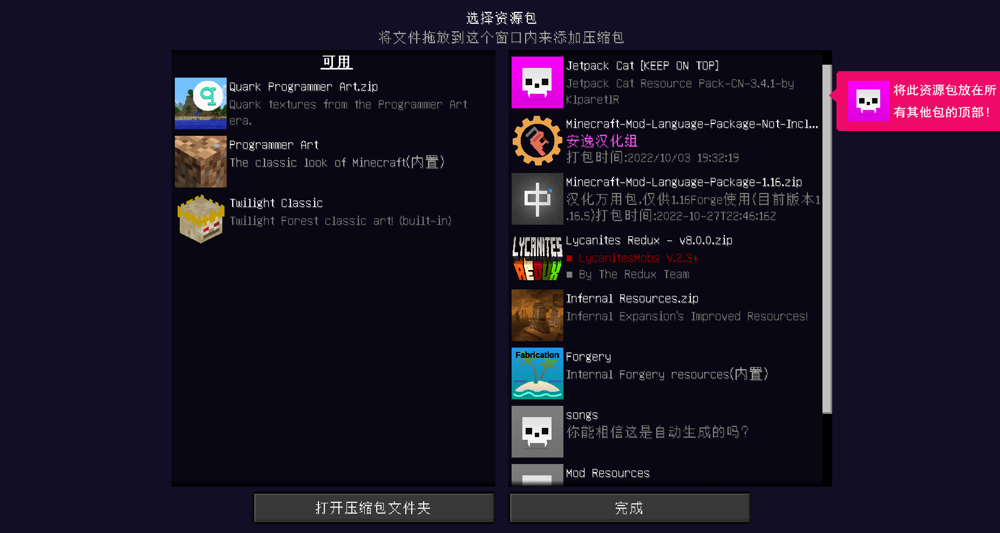 选择资源包
将文件拖放到这个窗口内来添加压缩包
可用
Quark Programmer Art.zip
Quark textures from the Programmer Art
era.
Programmer Art
The classic look of Minecraft(内置)
Twilight Classic
Twilight Forest classic art! (built-in)
Jetpack Cat [KEEP ON TOP]
Jetpack Cat Resource Pack-CN-3.4.1-by
KlparetlR
Minecraft-Mod-Language-Package-Not-Incl...
安逸汉化组
打包时间:2022/10/03 19:32:19
Minecraft-Mod-Language-Package-1.16.zip
汉化万用包,仅供1.16Forge使用(目前版本1
.16.5)打包时间:2022-10-27T22:46:16Z
LYCANITES
REDUX
Lycanites Redux - v8.0.0.zip
■ LycanitesMobs V.2.3+
■ By The Redux Team
Infernal Resources.zip
Infernal Expansion's Improved Resources!
Fabrication
Forgery
Internal Forgery resources(内置)
songs
你能相信这是自动生成的吗?
Mod Resources
将此资源包放在所
有其他包的顶部!
打开压缩包文件夹
完成